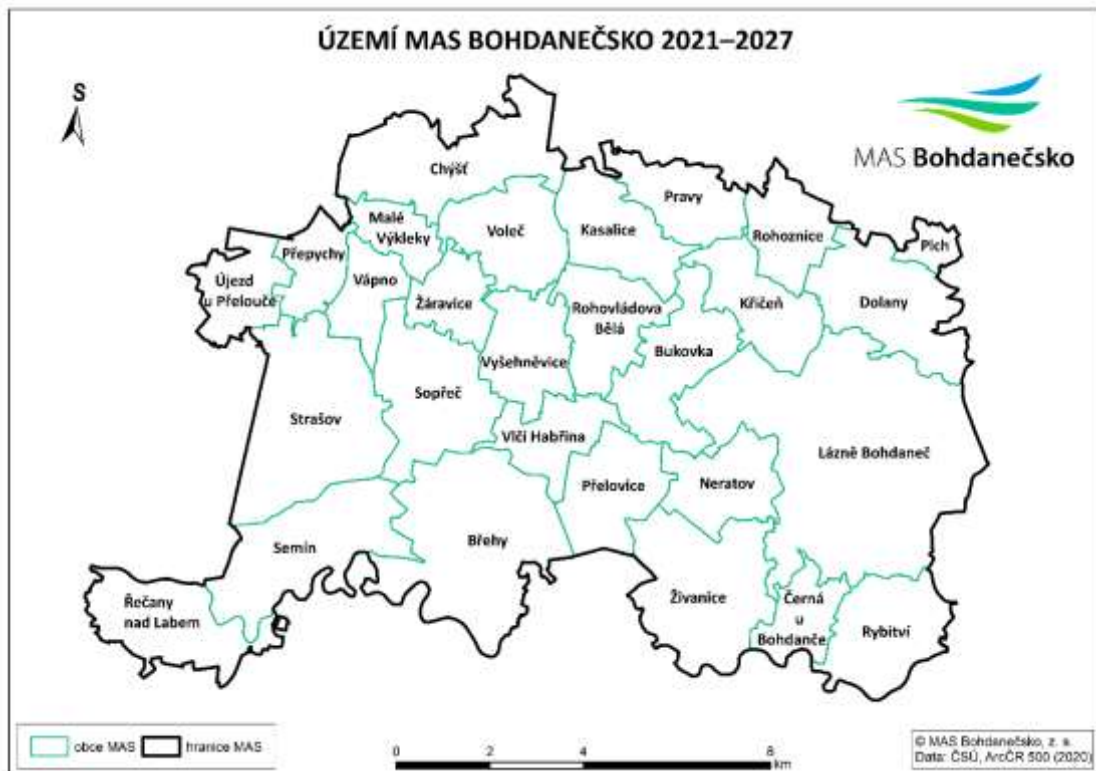 ÚZEMÍ MAS BOHDANEČSKO 2021–2027
S
MAS Bohdanečsko
Chýšť
Pravy
Malé
Výkleky
Voleč
Kasalice
Rohoznice
Plch
Přepychy
Újezd
u Přelouče
Vápno
Žáravice
Rohovládova
Bělá
Křičeň
Dolany
Vyšehněvice
Bukovka
Sopřeč
Strašov
Vlčí Habřina
Lázně Bohdaneč
Přelovice
Neratov
Semín
Břehy
Řečany
nad Labem
Živanice
Černá
u
Bohdanče
Rybitví
obce MAS
hranice MAS
0 2 4 8
km
© MAS Bohdanečsko, z. s.
Data: ČSÚ, ArcČR 500 (2020)